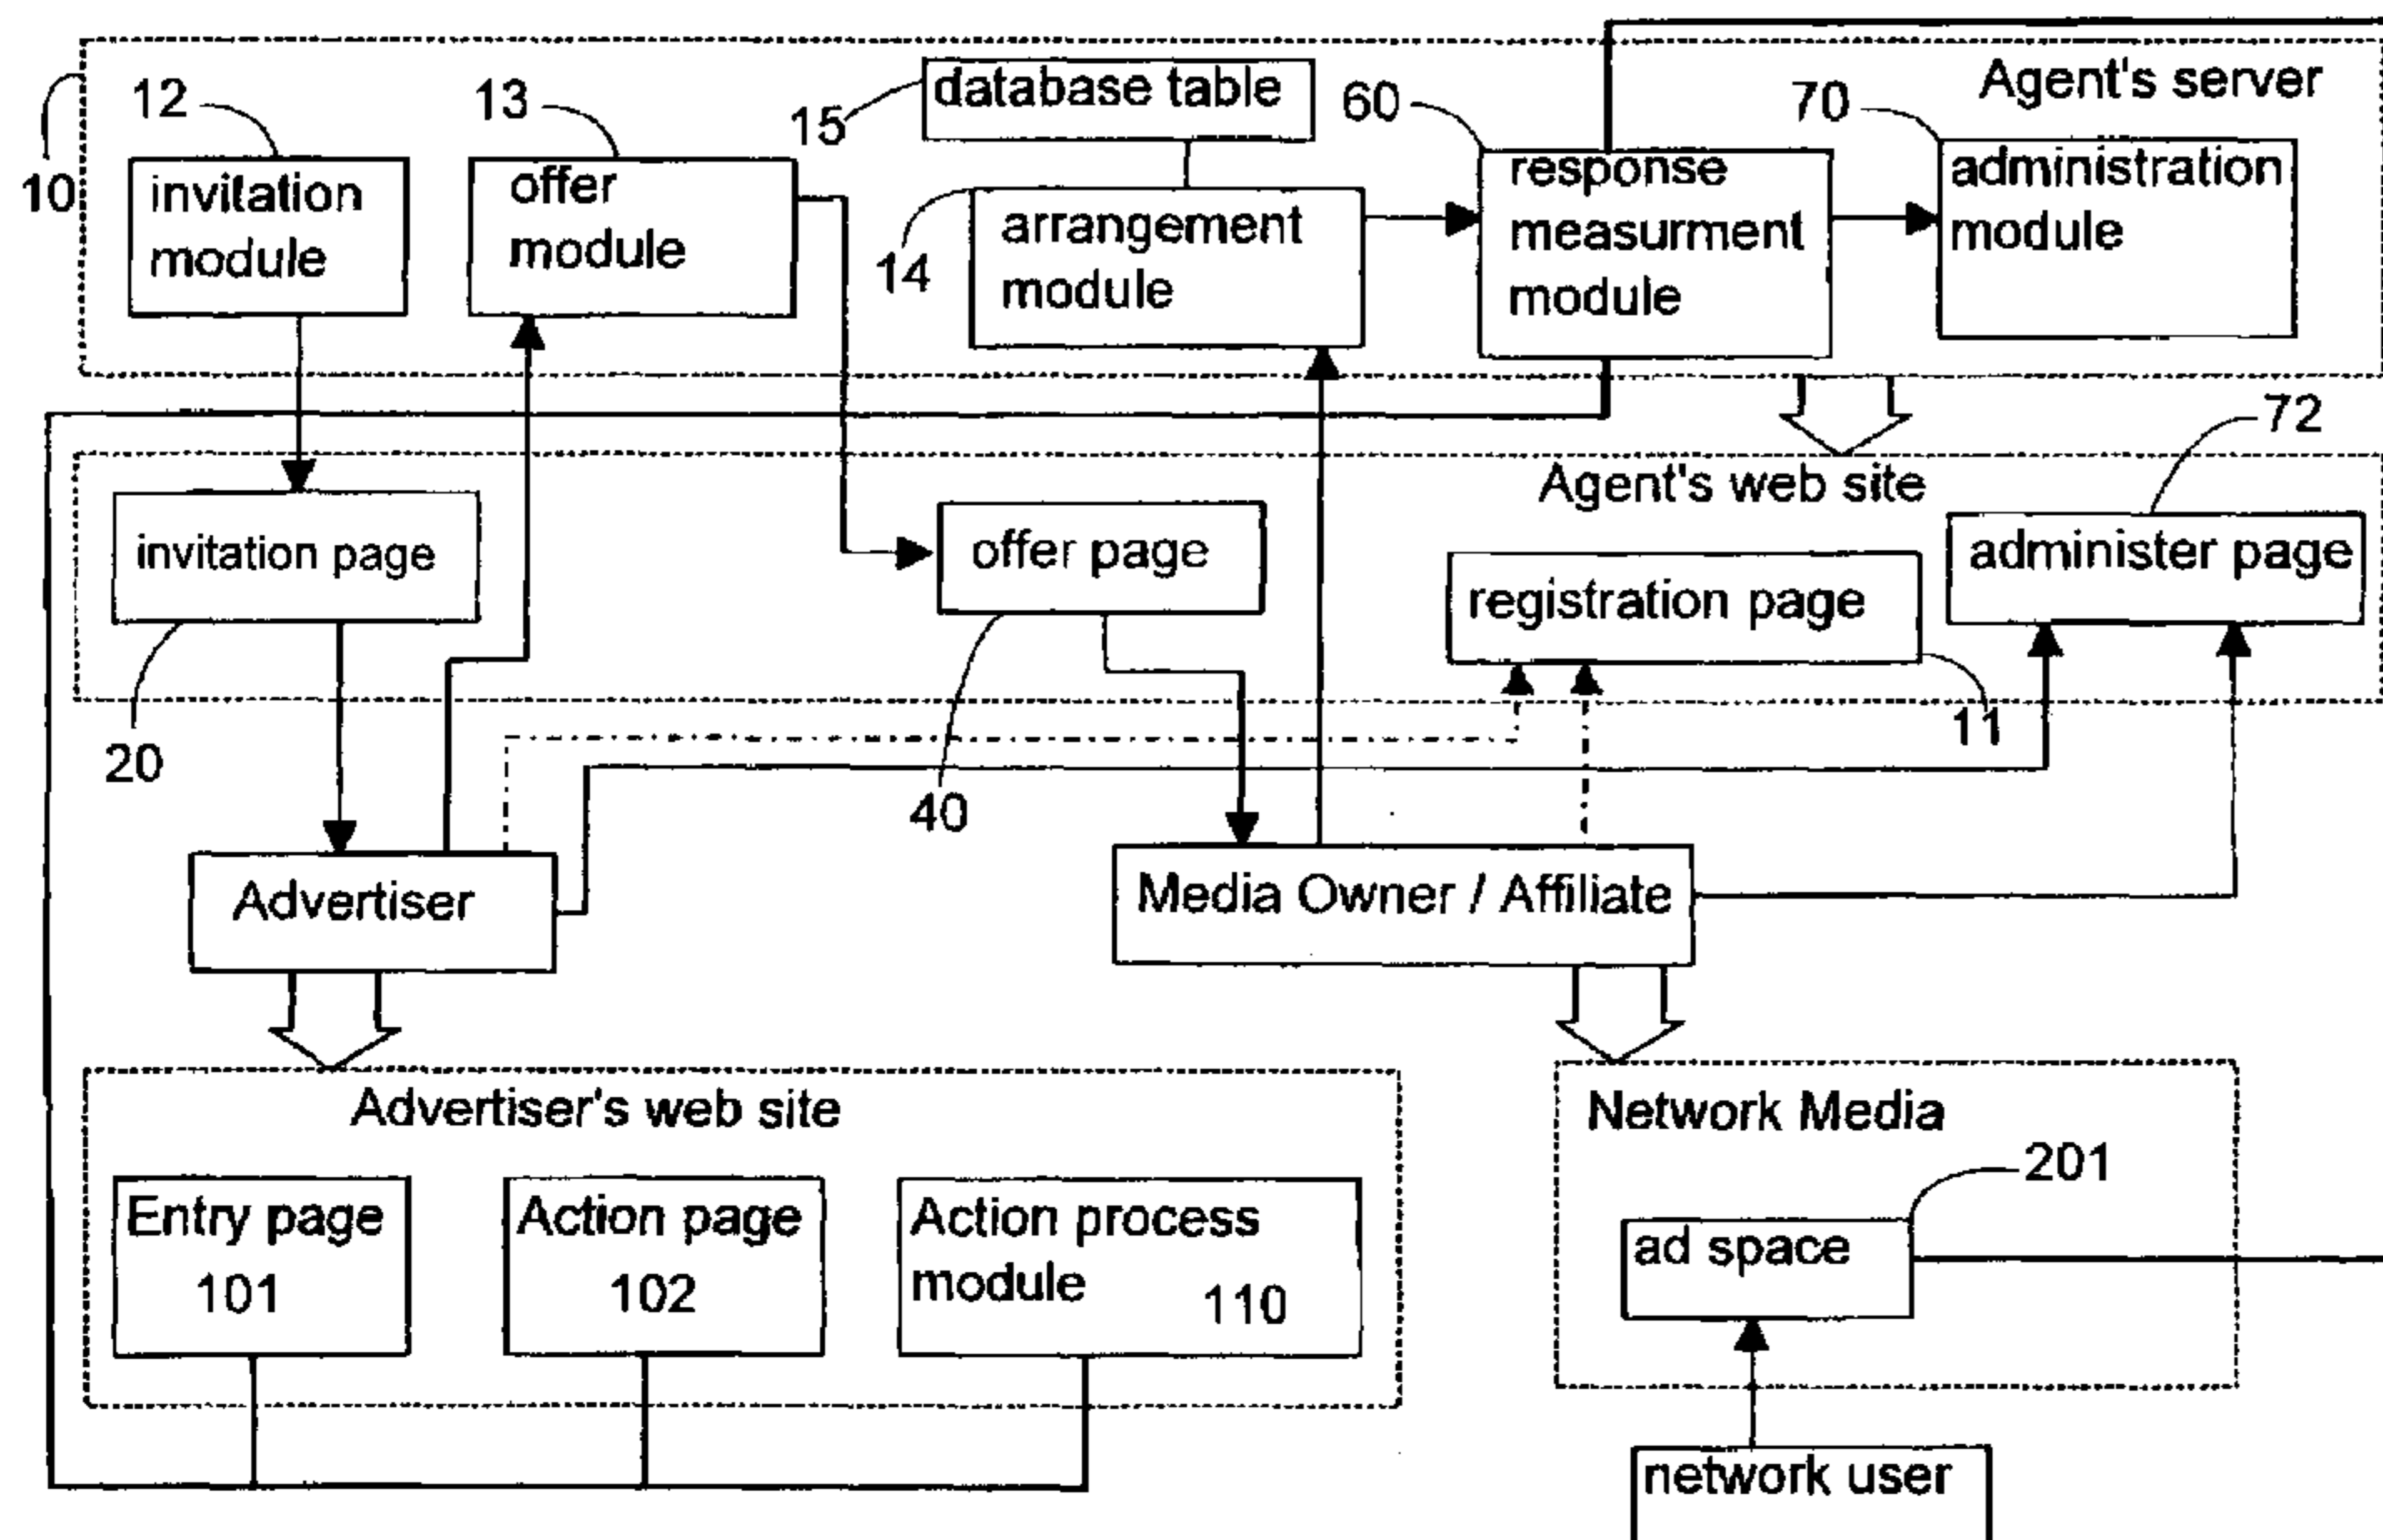 Agent's server
10
12
invitation
module
13
offer
module
15
database table
14
arrangement
module
60
response
measurment
module
70
administration
module
Agent's web site
72
invitation page
20
offer page
40
registration page
11
administer page
Advertiser
Media Owner / Affiliate
Advertiser's web site
Entry page
101
Action page
102
Action process
module
110
Network Media
201
ad space
network user